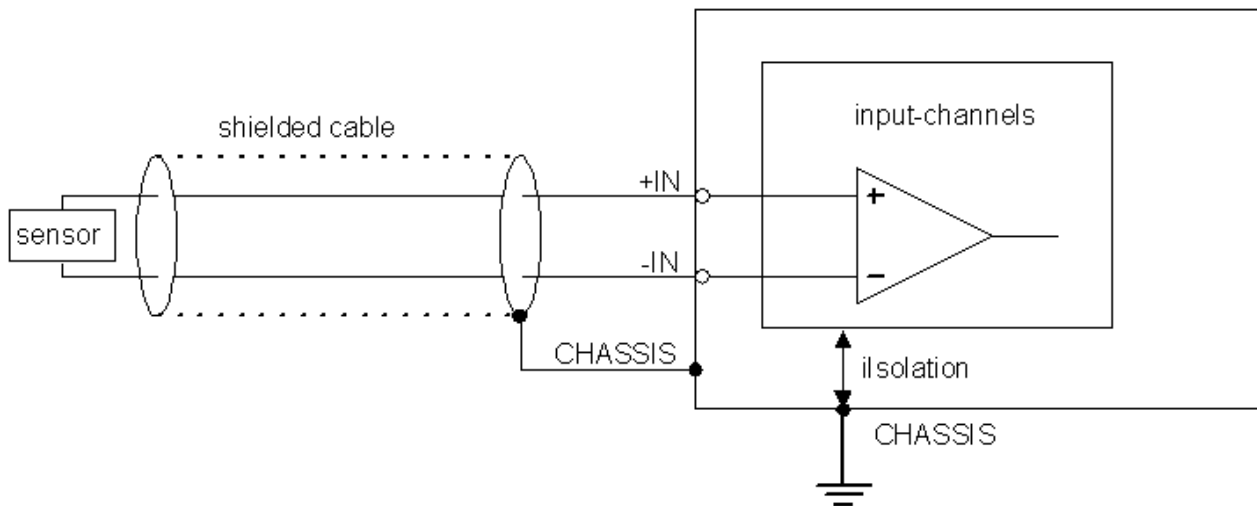 shielded cable
input-channels
+IN
+
sensor
-IN
−
CHASSIS
iIsolation
CHASSIS